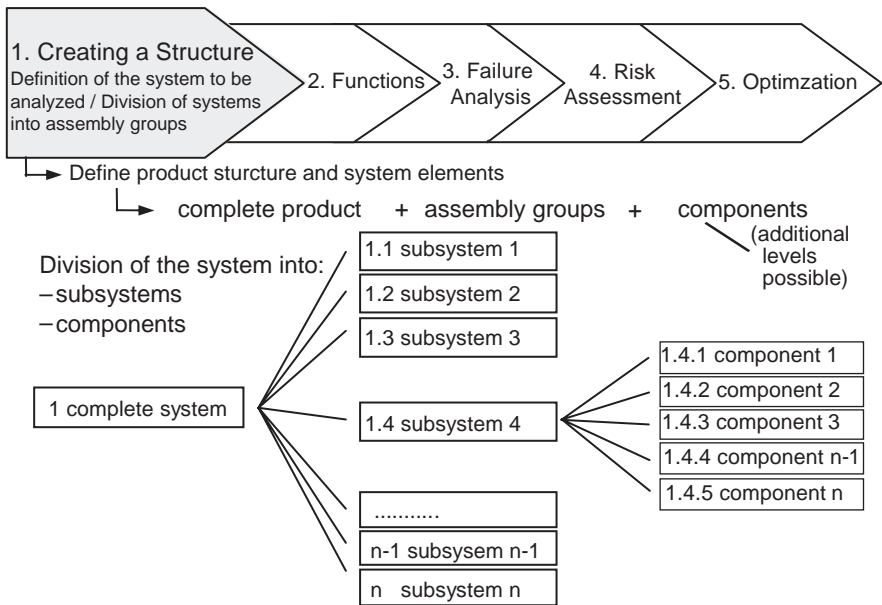 1. Creating a Structure
Definition of the system to be
analyzed / Division of systems
into assembly groups
2. Functions
3. Failure
Analysis
4. Risk
Assessment
5. Optimzation
Define product sturcture and system elements
complete product + assembly groups + components
(additional
levels
possible)
Division of the system into:
–subsystems
–components
1 complete system
1.1 subsystem 1
1.2 subsystem 2
1.3 subsystem 3
1.4 subsystem 4
...........
n-1 subsysem n-1
n subsystem n
1.4.1 component 1
1.4.2 component 2
1.4.3 component 3
1.4.4 component n-1
1.4.5 component n